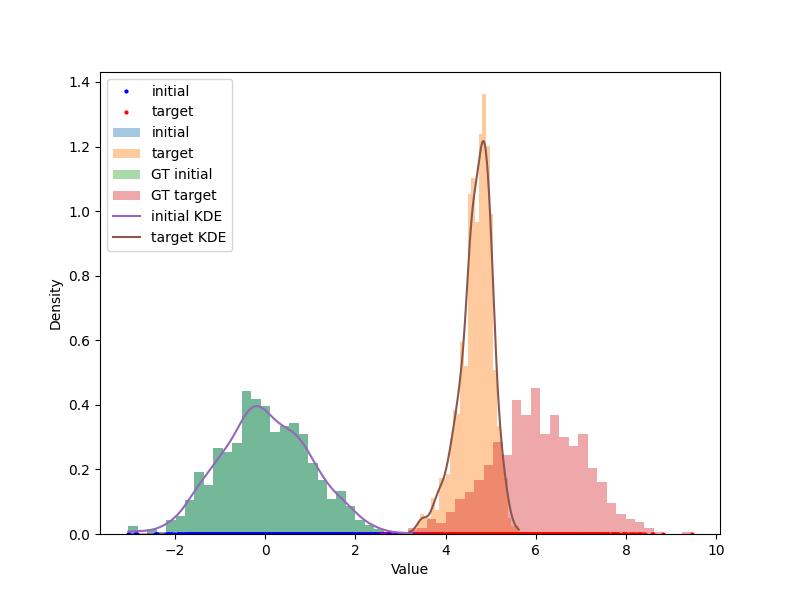 1.4
1.2
1.0
0.8
0.6
0.4
0.2
0.0
Density
initial
target
initial
target
GT initial
GT target
initial KDE
target KDE
−2
0
2
4
6
8
10
Value